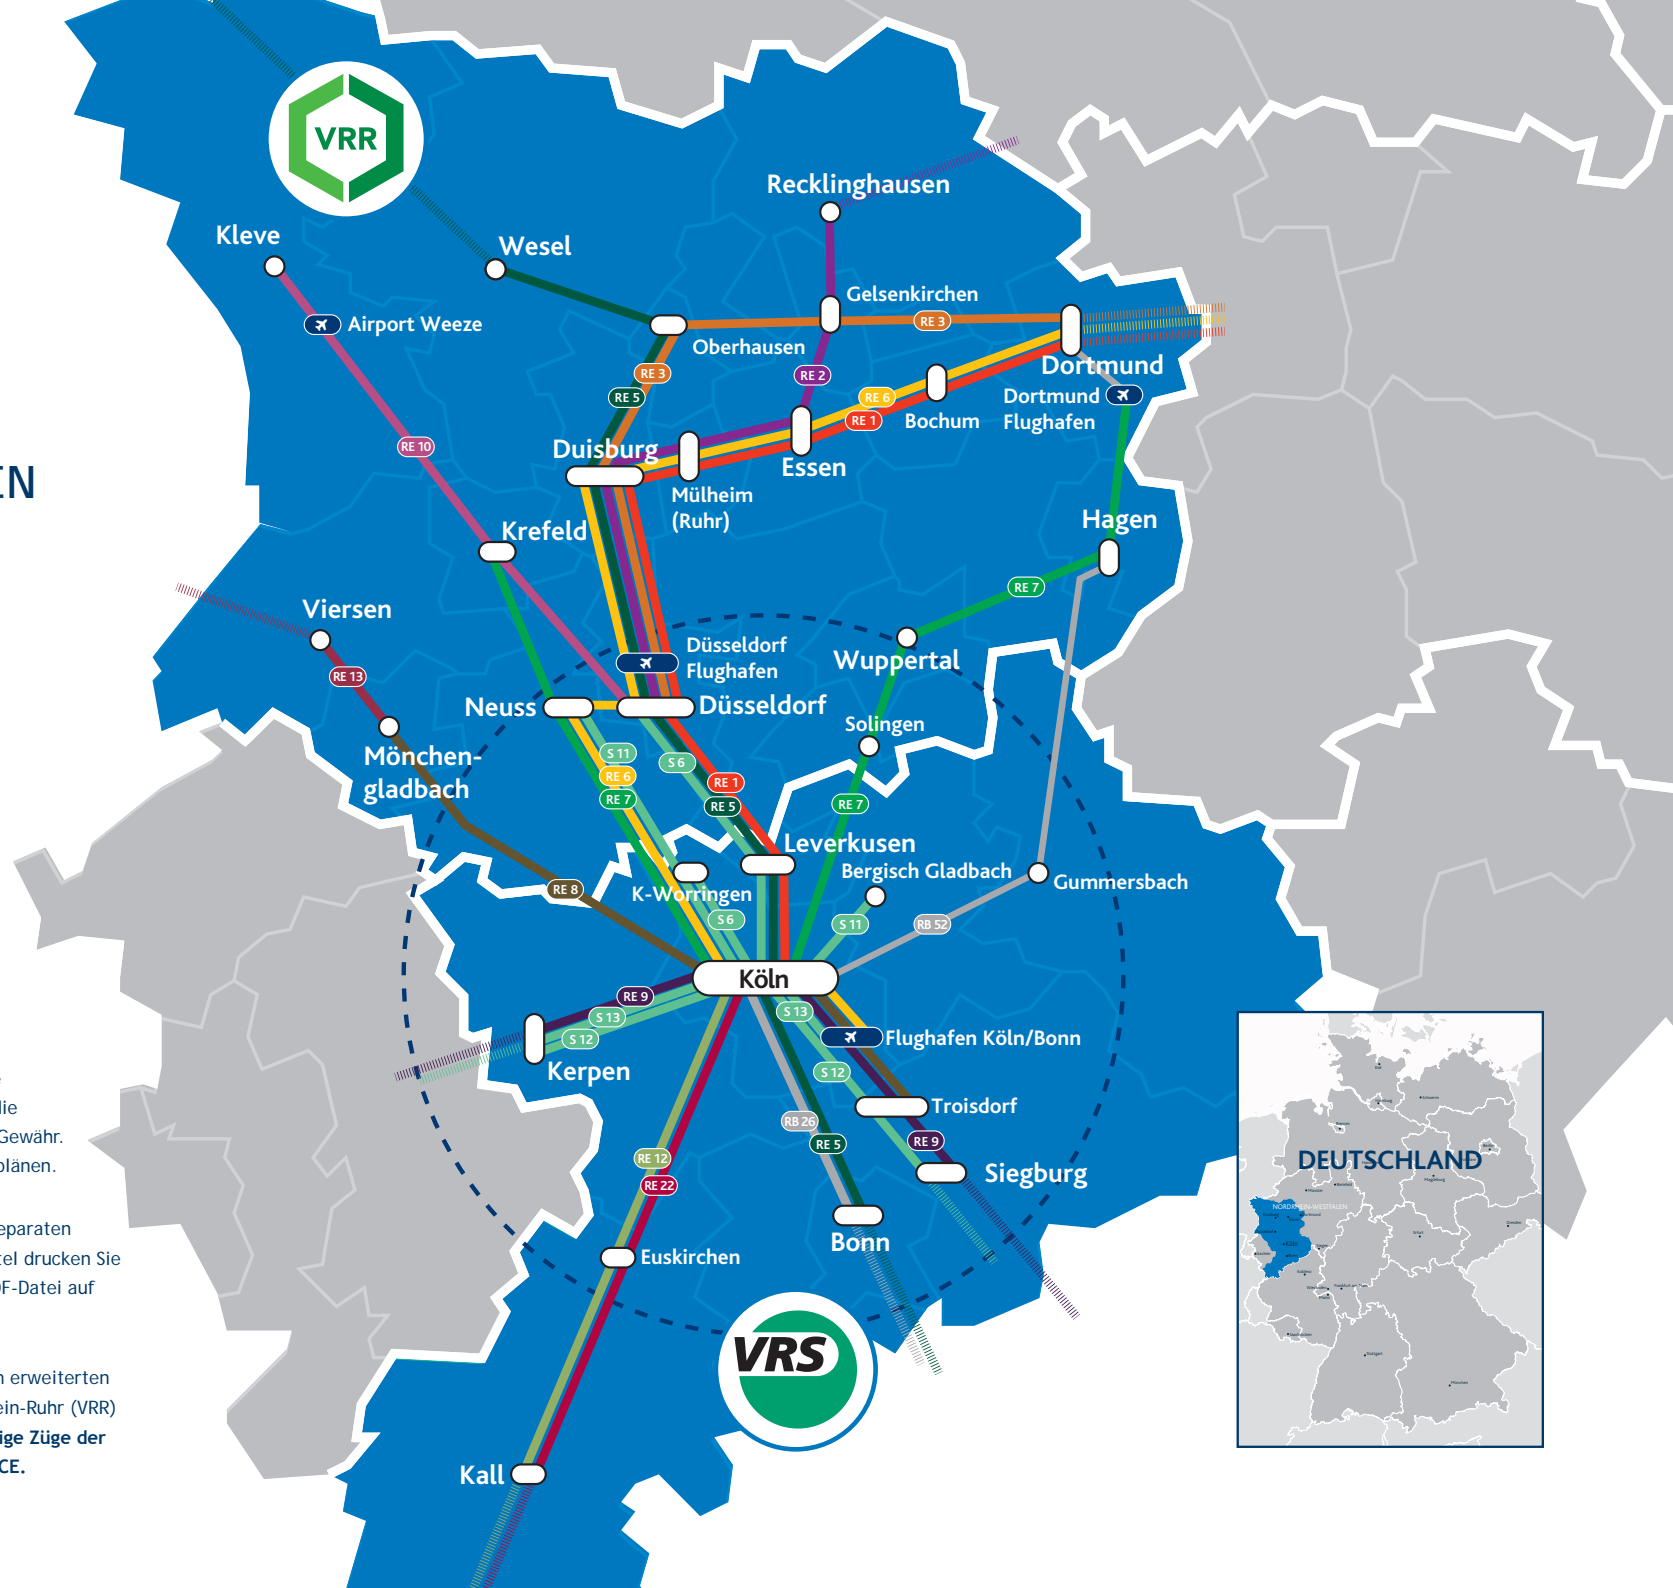 VRR
Recklinghausen
Kleve
Wesel
Gelsenkirchen
Airport Weeze
RE 3
Oberhausen
Dortmund
RE 3
RE 2
RE 5
RE 6
Dortmund
Flughafen
RE 1
Bochum
RE 10
Duisburg
Essen
EN
Mülheim
(Ruhr)
Hagen
Krefeld
RE 7
Viersen
Düsseldorf
Flughafen
Wuppertal
RE 13
Neuss
Düsseldorf
Solingen
Mönchen-
gladbach
S 11
S 6
RE 6
RE 1
RE 7
RE 5
RE 7
Leverkusen
Bergisch Gladbach
Gummersbach
RE 8
K-Worringen
S 6
S 11
RB 52
Köln
RE 9
S 13
S 13
S 12
Flughafen Köln/Bonn
Kerpen
S 12
Troisdorf
RB 26
RE 5
RE 9
RE 12
RE 22
Siegburg
Bonn
Euskirchen
VRS
Kall
die
Gewähr.
plänen.
eparaten
tel drucken Sie
DF-Datei auf
n erweiterten
ein-Ruhr (VRR)
ige Züge der
CE.
DEUTSCHLAND
NORDRHEIN-WESTFALEN